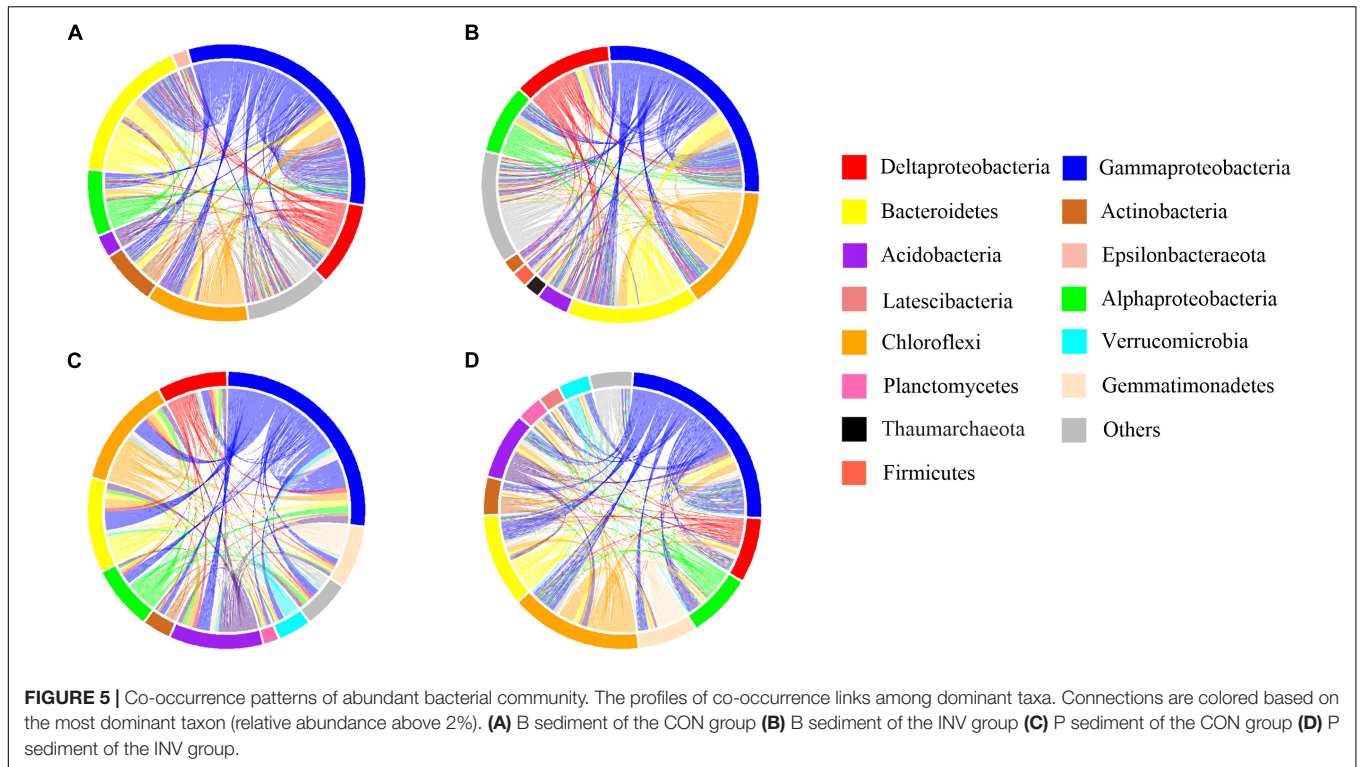 A
B
C
D
Deltaproteobacteria
Gammaproteobacteria
Bacteroidetes
Actinobacteria
Acidobacteria
Epsilonbacteraeota
Latescibacteria
Alphaproteobacteria
Chloroflexi
Verrucomicrobia
Planctomycetes
Gemmatimonadetes
Thaumarchaeota
Others
Firmicutes
FIGURE 5 | Co-occurrence patterns of abundant bacterial community. The profiles of co-occurrence links among dominant taxa. Connections are colored based on
the most dominant taxon (relative abundance above 2%). (A) B sediment of the CON group (B) B sediment of the INV group (C) P sediment of the CON group (D) P
sediment of the INV group.